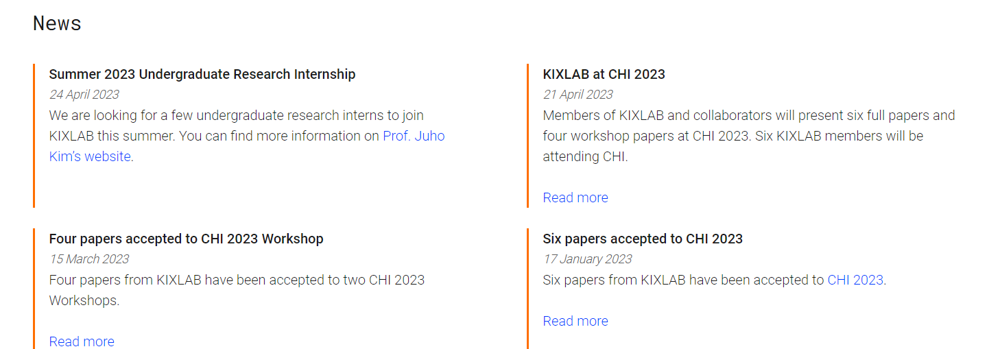 News
Summer 2023 Undergraduate Research Internship
24 April 2023
We are looking for a few undergraduate research interns to join
KIXLAB this summer. You can find more information on Prof. Juho
Kim’s website.
KIXLAB at CHI 2023
21 April 2023
Members of KIXLAB and collaborators will present six full papers and
four workshop papers at CHI 2023. Six KIXLAB members will be
attending CHI.
Read more
Four papers accepted to CHI 2023 Workshop
15 March 2023
Four papers from KIXLAB have been accepted to two CHI 2023
Workshops.
Read more
Six papers accepted to CHI 2023
17 January 2023
Six papers from KIXLAB have been accepted to CHI 2023.
Read more